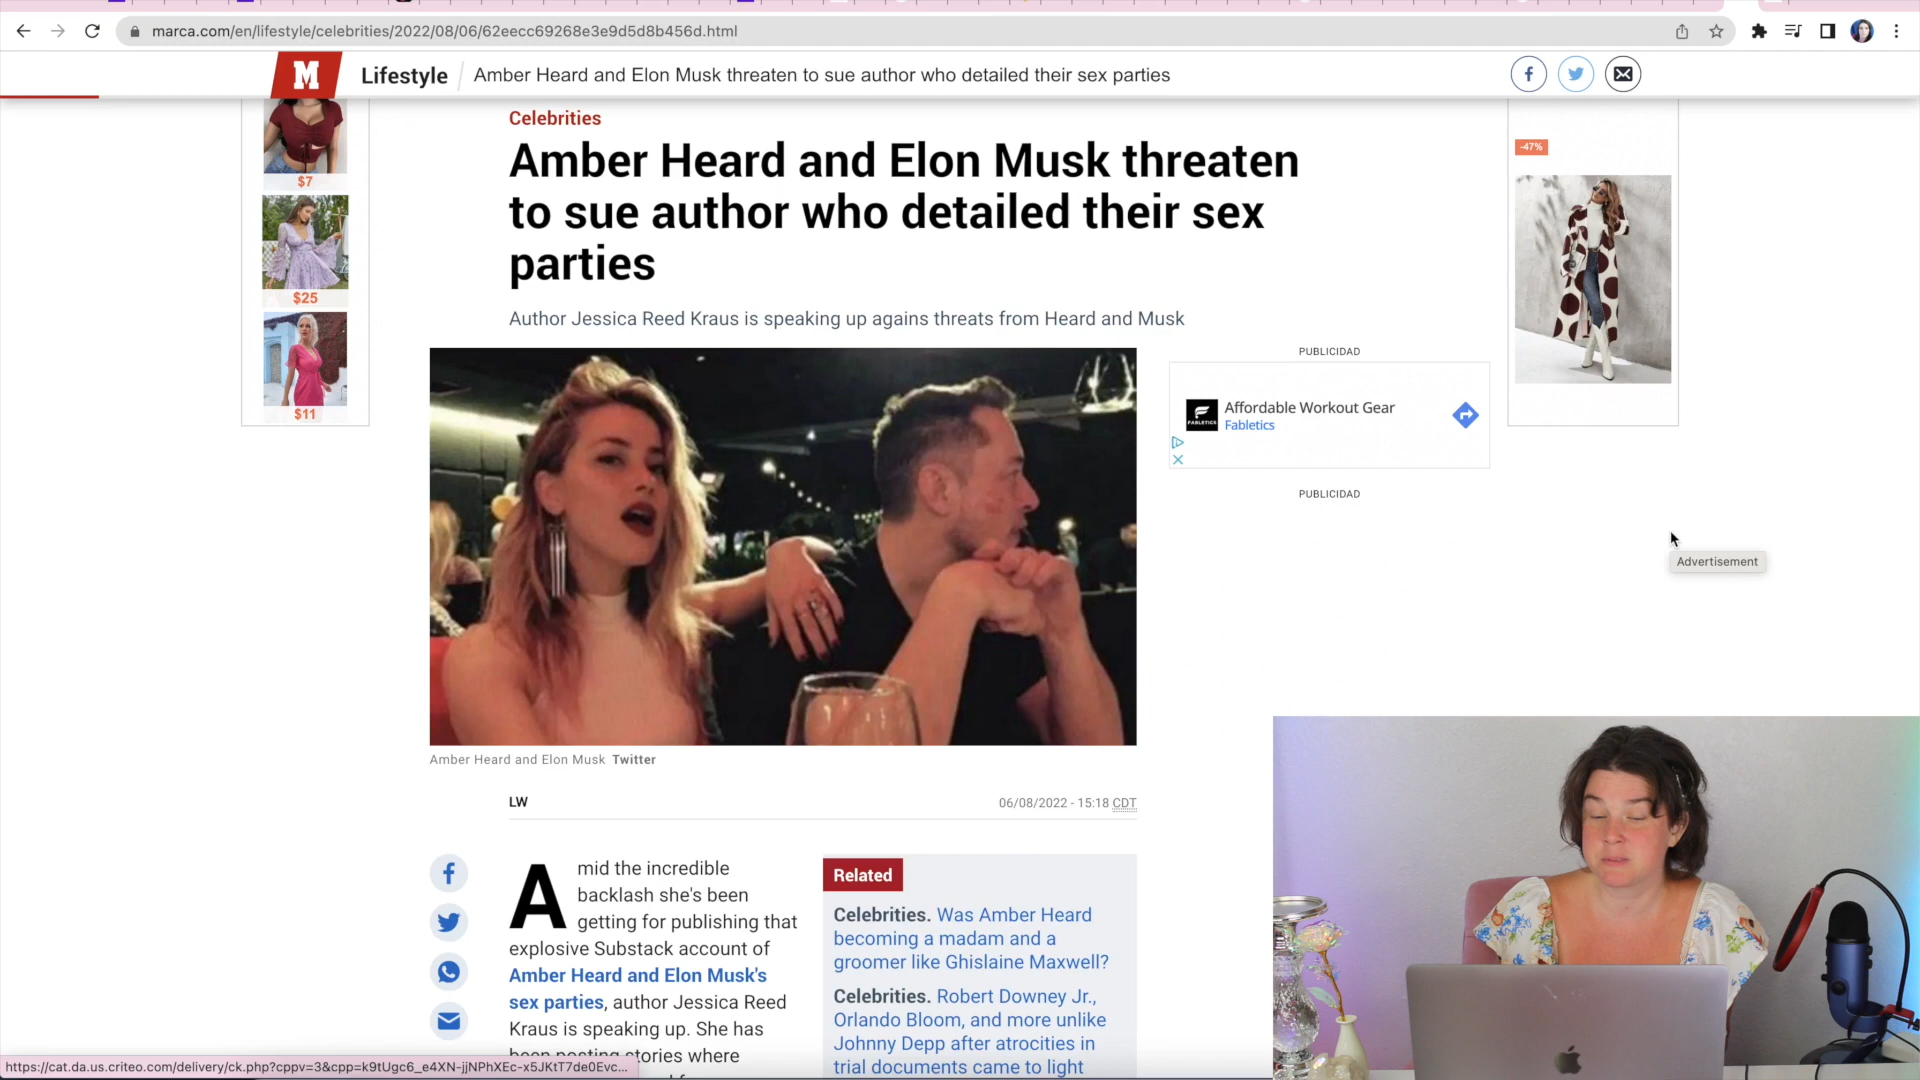 marca.com/en/lifestyle/celebrities/2022/08/06/62eecc69268e3e9d5d8b456d.html
M
Lifestyle
Amber Heard and Elon Musk threaten to sue author who detailed their sex parties
Celebrities
Amber Heard and Elon Musk threaten
to sue author who detailed their sex
parties
Author Jessica Reed Kraus is speaking up agains threats from Heard and Musk
$7
$25
$11
-47%
PUBLICIDAD
FABLETICS
Affordable Workout Gear
Fabletics
PUBLICIDAD
Advertisement
Amber Heard and Elon Musk Twitter
LW
06/08/2022 - 15:18 CDT
Amid the incredible
backlash she's been
getting for publishing that
explosive Substack account of
Amber Heard and Elon Musk's
sex parties, author Jessica Reed
Kraus is speaking up. She has
been posting stories where
Related
Celebrities. Was Amber Heard
becoming a madam and a
groomer like Ghislaine Maxwell?
Celebrities. Robert Downey Jr.,
Orlando Bloom, and more unlike
Johnny Depp after atrocities in
trial documents came to light
https://cat.da.us.criteo.com/delivery/ck.php?cppv=3&cpp=k9tUgc6_e4XN-jjNPhXEc-x5JKtT7de0Evc...